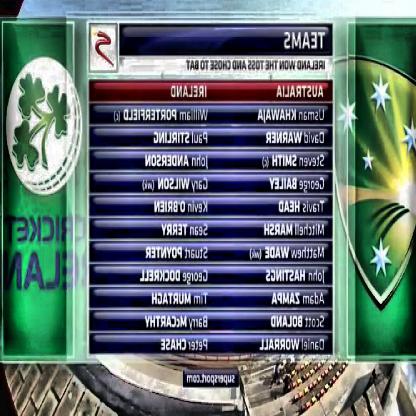 TEAMS
IRELAND WON THE TOSS AND CHOSE TO BAT
AUSTRALIA IRELAND
Usman KHAWAJA William PORTERFIELD (c)
David WARNER Paul STIRLING
Steven SMITH (c) John ANDERSON
George BAILEY Gary WILSON (wk)
Travis HEAD Kevin O'BRIEN
Mitchell MARSH Sean TERRY
Matthew WADE (wk) Stuart POYNTER
John HASTINGS George DOCKRELL
Adam ZAMPA Tim MURTAGH
Scott BOLAND Barry McCARTHY
Daniel WORRALL Peter CHASE
supersport.com
CRICKET